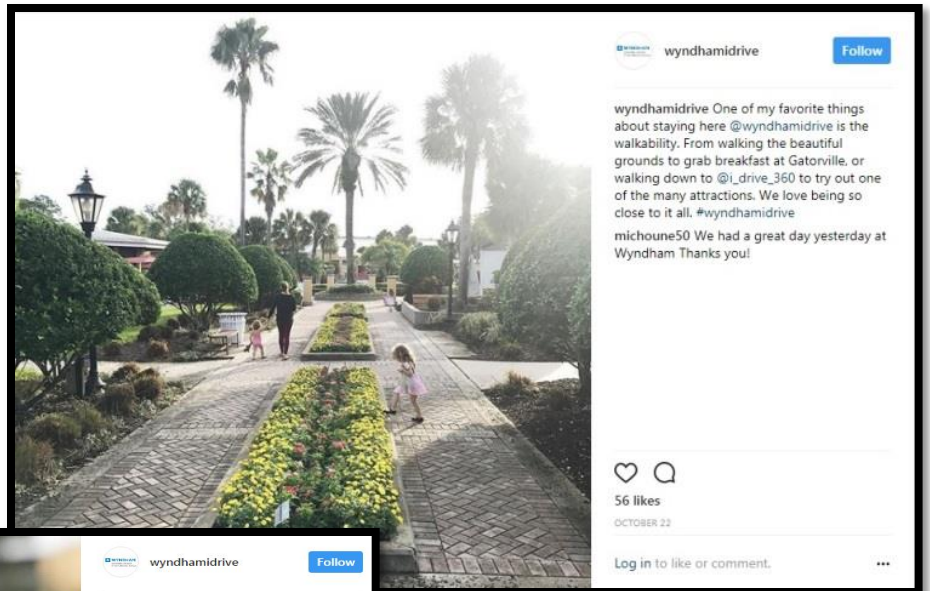 wyndhamidrive
Follow
wyndhamidrive One of my favorite things
about staying here @wyndhamidrive is the
walkability. From walking the beautiful
grounds to grab breakfast at Gatorville, or
walking down to @i_drive_360 to try out one
of the many attractions. We love being so
close to it all. #wyndhamidrive
michoune50 We had a great day yesterday at
Wyndham Thanks you!
56 likes
OCTOBER 22
Log in to like or comment.
wyndhamidrive
Follow